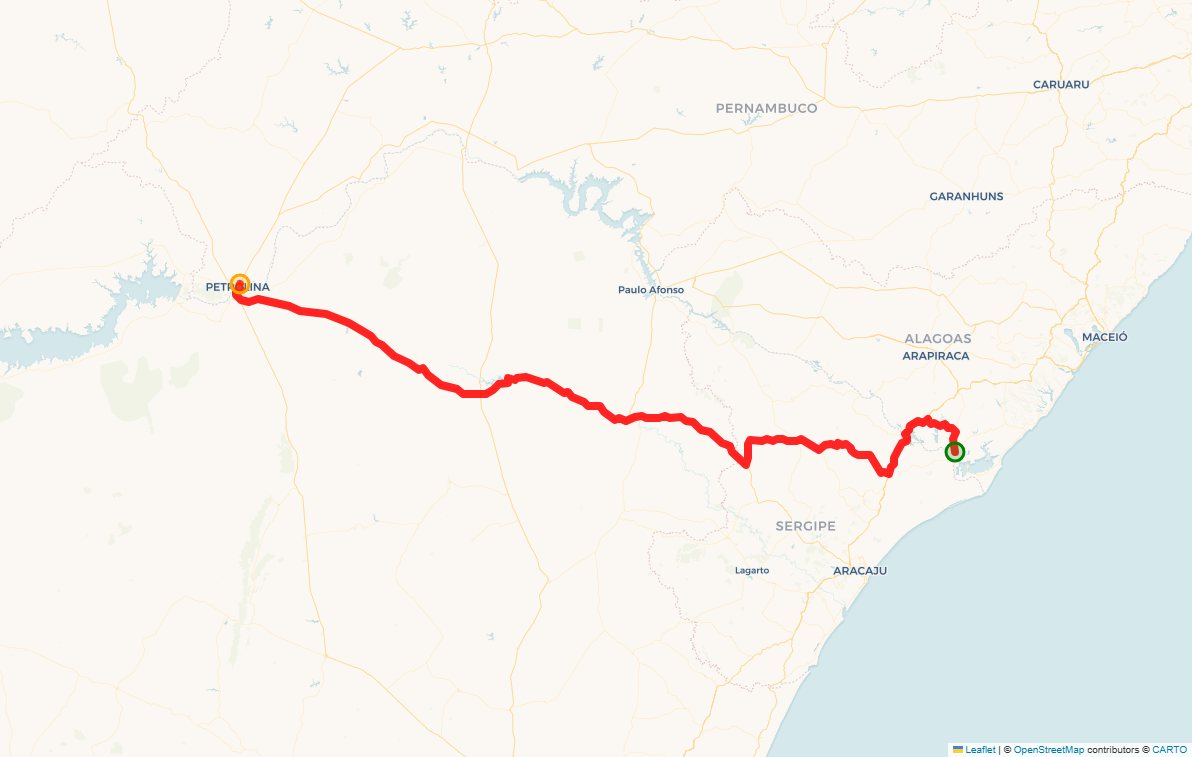 CARUARU
PERNAMBUCO
GARANHUNS
PETROLINA
Paulo Afonso
ALAGOAS
MACEIÓ
ARAPIRACA
SERGIPE
Lagarto
ARACAJU
Leaflet | © OpenStreetMap contributors © CARTO